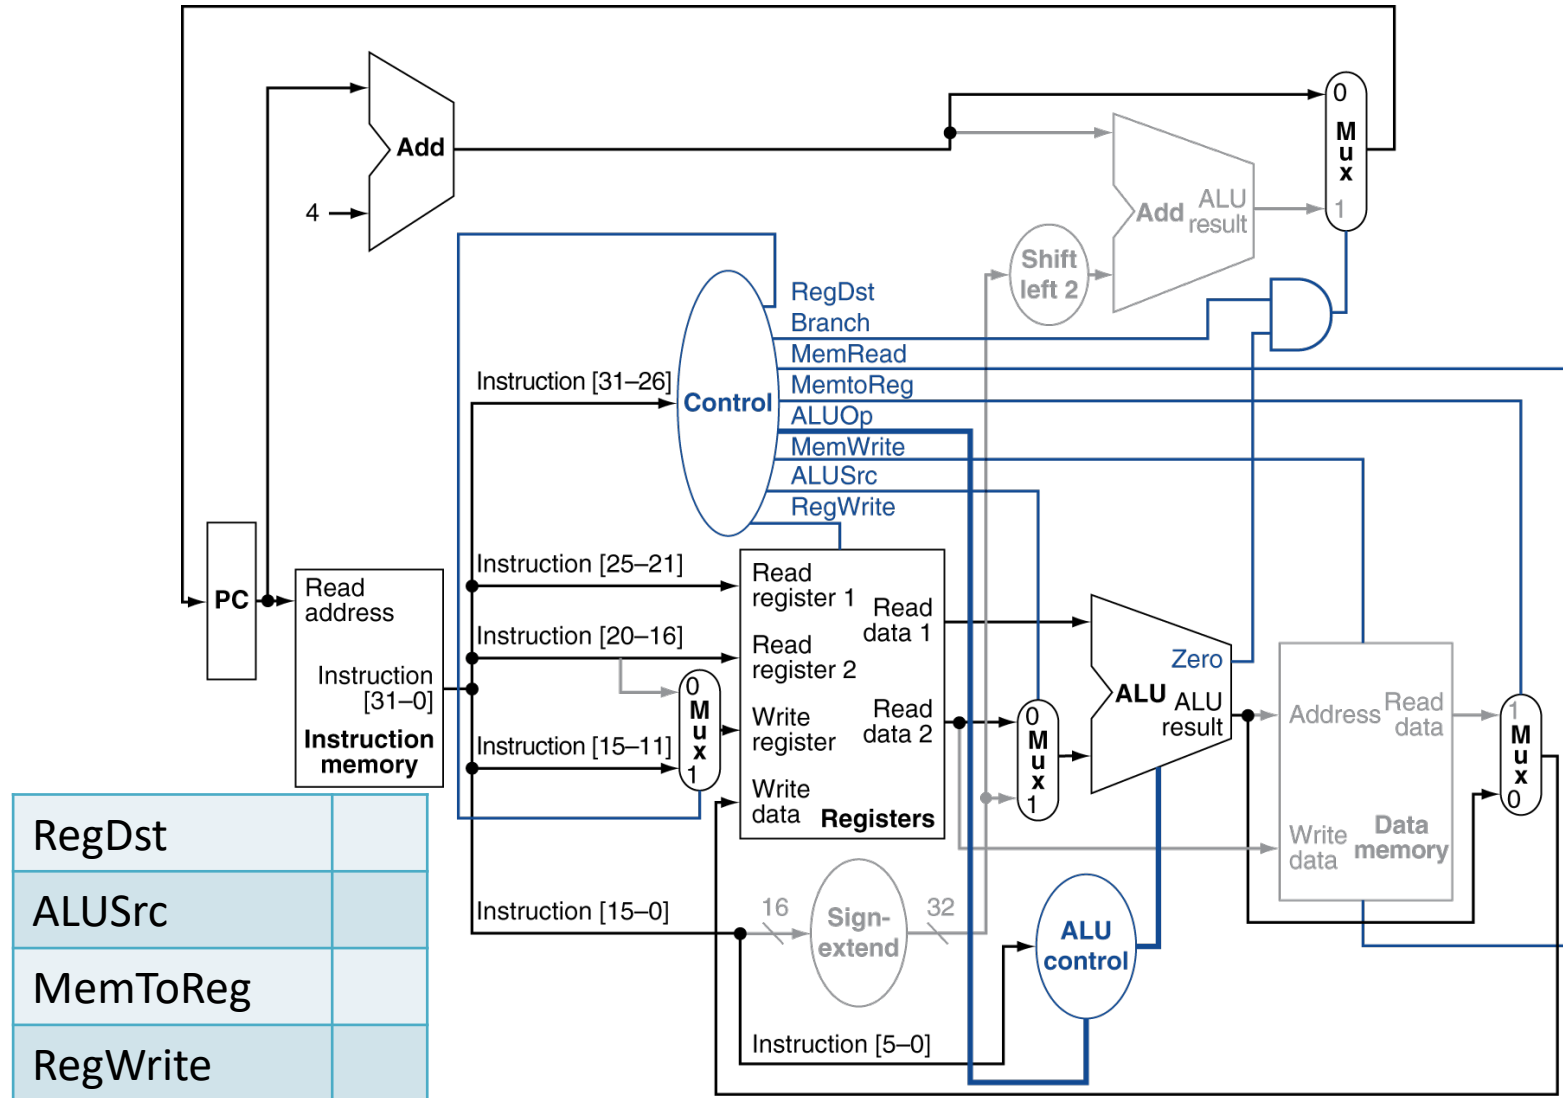 Add
4
0
M
u
x
1
Add
ALU
result
Shift
left 2
RegDst
Branch
MemRead
MemtoReg
ALUOp
MemWrite
ALUSrc
RegWrite
Control
Instruction [31–26]
Instruction [25–21]
Instruction [20–16]
Instruction [15–11]
Instruction [15–0]
Instruction [5–0]
PC
Read
address
Instruction
[31–0]
Instruction
memory
0
M
u
x
1
Read
register 1
Read
register 2
Write
register
Write
data
Read
data 1
Read
data 2
Registers
0
M
u
x
1
Zero
ALU
ALU
result
Address
Read
data
Write
data
Data
memory
1
M
u
x
0
16
Sign-
extend
32
ALU
control
RegDst
ALUSrc
MemToReg
RegWrite